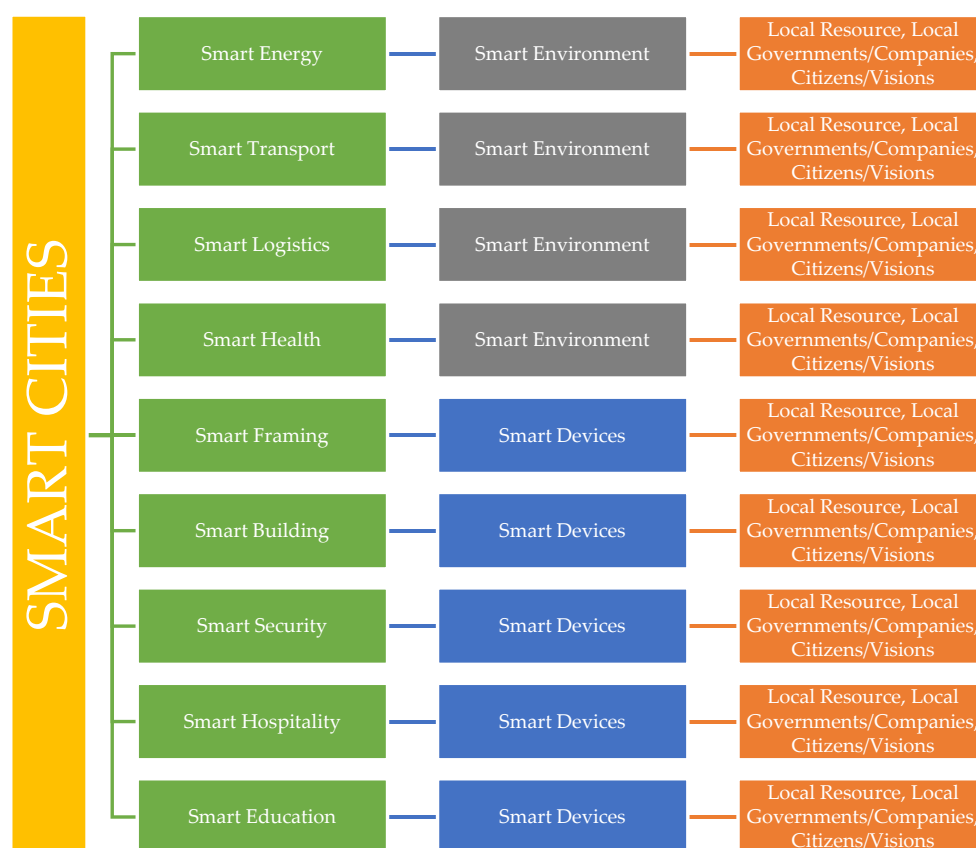 SMART CITIES
Smart Energy
Smart Environment
Local Resource, Local
Governments/Companies,
Citizens/Visions
Smart Transport
Smart Environment
Local Resource, Local
Governments/Companies,
Citizens/Visions
Smart Logistics
Smart Environment
Local Resource, Local
Governments/Companies,
Citizens/Visions
Smart Health
Smart Environment
Local Resource, Local
Governments/Companies,
Citizens/Visions
Smart Framing
Smart Devices
Local Resource, Local
Governments/Companies,
Citizens/Visions
Smart Building
Smart Devices
Local Resource, Local
Governments/Companies,
Citizens/Visions
Smart Security
Smart Devices
Local Resource, Local
Governments/Companies,
Citizens/Visions
Smart Hospitality
Smart Devices
Local Resource, Local
Governments/Companies,
Citizens/Visions
Smart Education
Smart Devices
Local Resource, Local
Governments/Companies,
Citizens/Visions